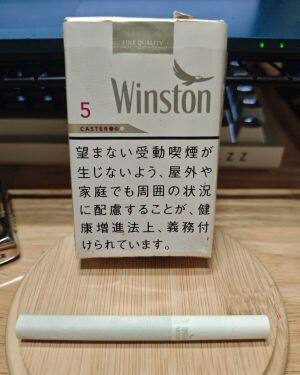 FINE QUALITY
Winston
5
CASTER
望まない受動喫煙が
生じないよう、屋外や
家庭でも周囲の状況
に配慮することが、健
康増進法上、義務付
けられています。